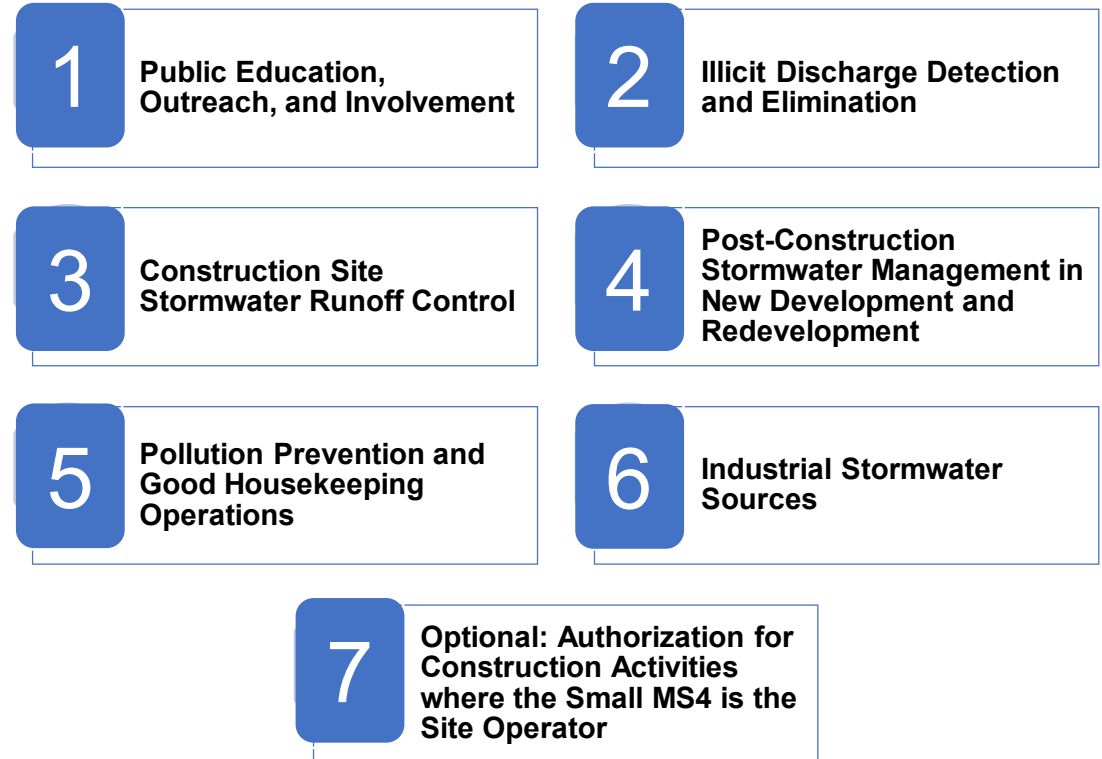 1
Public Education,
Outreach, and Involvement
2
Illicit Discharge Detection
and Elimination
3
Construction Site
Stormwater Runoff Control
4
Post-Construction
Stormwater Management in
New Development and
Redevelopment
5
Pollution Prevention and
Good Housekeeping
Operations
6
Industrial Stormwater
Sources
7
Optional: Authorization for
Construction Activities
where the Small MS4 is the
Site Operator